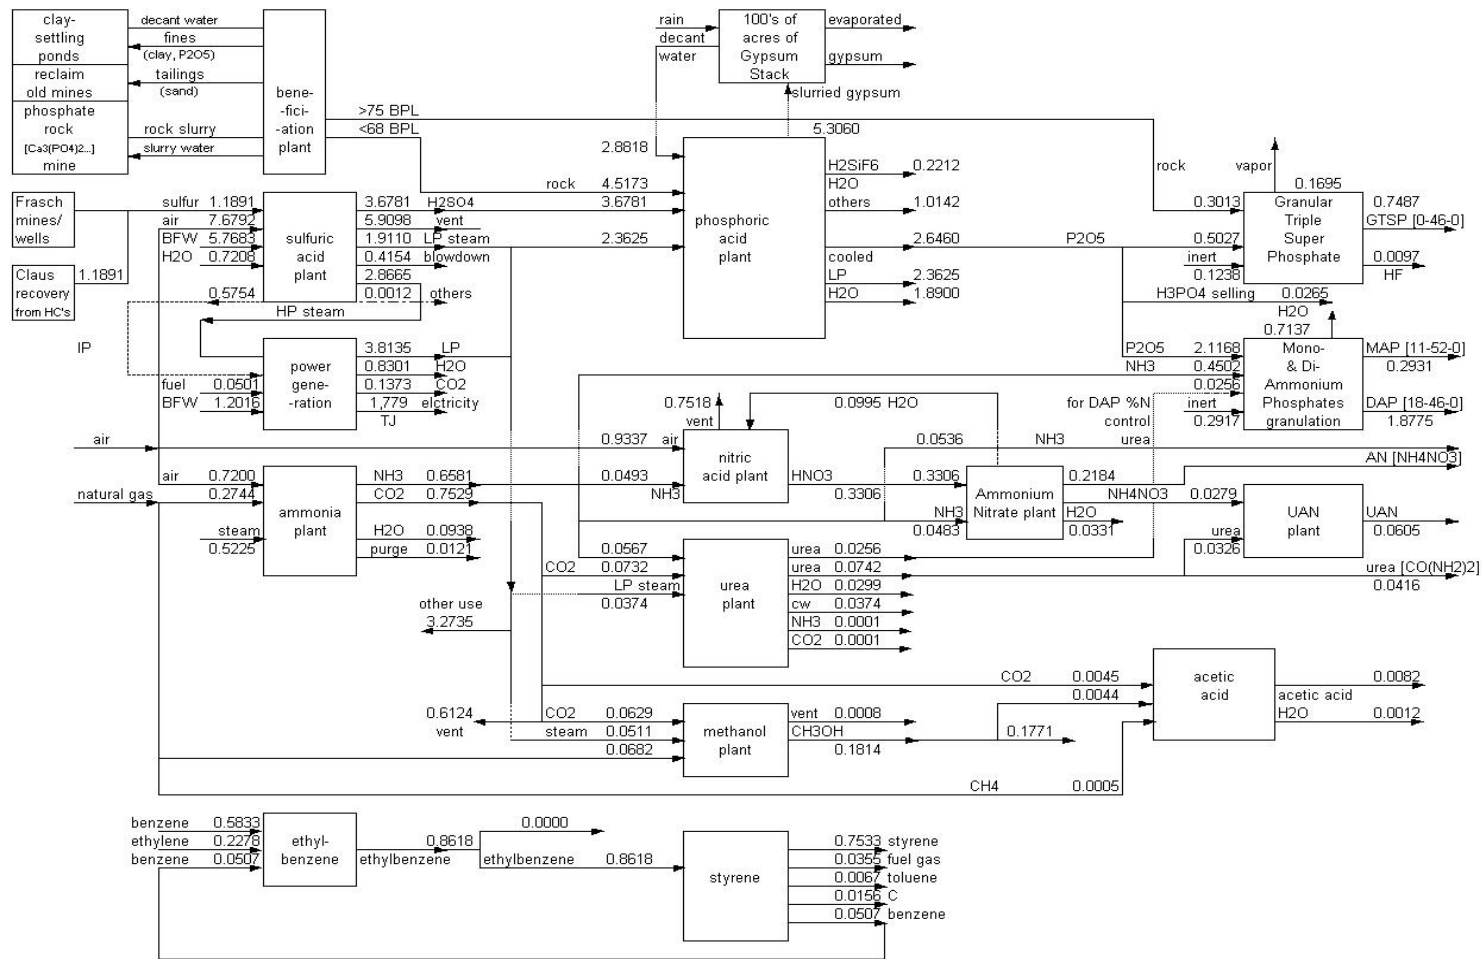 clay-
settling
ponds
reclaim
old mines
phosphate
rock
[Ca3(PO4)2...]
mine
decant water
fines
(clay, P2O5)
tailings
(sand)
rock slurry
slurry water
bene-
-fici-
-ation
plant
>75 BPL
<68 BPL
rain
decant
water
100's of
acres of
Gypsum
Stack
evaporated
gypsum
slurried gypsum
5.3060
2.8818
rock 4.5173
3.6781
2.3625
phosphoric
acid
plant
H2SiF6 0.2212
H2O
others 1.0142
2.6460 P2O5
cooled
LP 2.3625
H2O 1.8900
rock
vapor
0.1695
0.3013
0.5027
inert
0.1238
Granular
Triple
Super
Phosphate
0.7487
GTSP [0-46-0]
0.0097
HF
H3PO4 selling 0.0265
H2O
0.7137
Frasch
mines/
wells
Claus
recovery
from HC's
1.1891
sulfur 1.1891
air 7.6792
BFW 5.7683
H2O 0.7208
0.5754
sulfuric
acid
plant
3.6781 H2SO4
5.9098 vent
1.9110 LP steam
0.4154 blowdown
2.8665
0.0012 others
HP steam
IP
power
gene-
-ration
fuel 0.0501
BFW 1.2016
3.8135 LP
0.8301 H2O
0.1373 CO2
1,779 elctricity
TJ
P2O5 2.1168
NH3 0.4502
0.0256
for DAP %N
control
inert
0.2917
Mono-
& Di-
Ammonium
Phosphates
granulation
MAP [11-52-0]
0.2931
DAP [18-46-0]
1.8775
air
0.9337 air
0.7518
vent
0.0995 H2O
nitric
acid plant
0.0493
NH3
HNO3
0.3306
0.3306
0.0536 NH3 urea
AN [NH4NO3]
Ammonium
Nitrate plant
NH3
0.0483
0.2184
NH4NO3 0.0279
H2O
0.0331
UAN
plant
UAN
0.0605
urea
0.0326
urea [CO(NH2)2]
0.0416
air 0.7200
natural gas 0.2744
steam
0.5225
ammonia
plant
NH3 0.6581
CO2 0.7529
H2O 0.0938
purge 0.0121
0.0567
CO2 0.0732
LP steam
0.0374
urea
plant
urea 0.0256
urea 0.0742
H2O 0.0299
cw 0.0374
NH3 0.0001
CO2 0.0001
other use
3.2735
0.6124
vent
CO2 0.0629
steam 0.0511
0.0682
methanol
plant
vent 0.0008
CH3OH
0.1814
0.1771
CO2 0.0045
0.0044
CH4 0.0005
acetic
acid
0.0082
acetic acid
H2O 0.0012
benzene 0.5833
ethylene 0.2278
benzene 0.0507
ethyl-
benzene
0.8618
ethylbenzene
0.0000
ethylbenzene 0.8618
styrene
0.7533 styrene
0.0355 fuel gas
0.0067 toluene
0.0156 C
0.0507 benzene